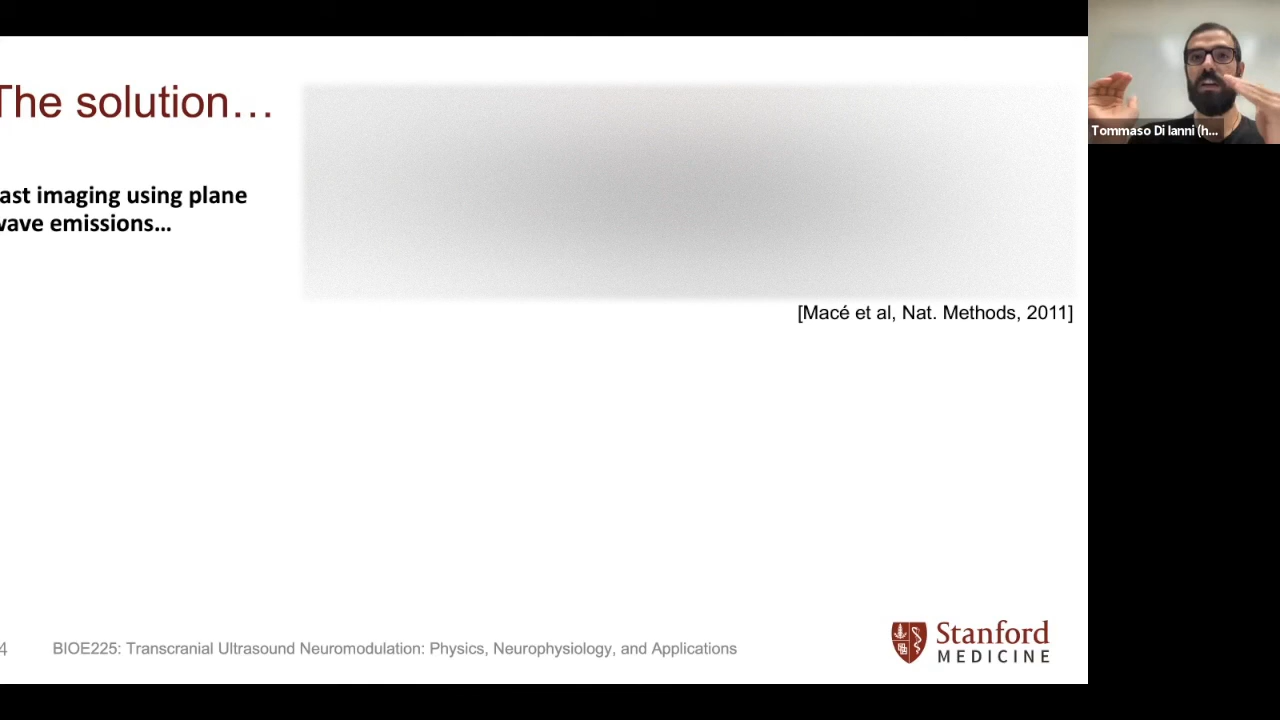 The solution…
ast imaging using plane
wave emissions…
[Macé et al, Nat. Methods, 2011]
4
BIOE225: Transcranial Ultrasound Neuromodulation: Physics, Neurophysiology, and Applications
Stanford
MEDICINE
Tommaso Di Ianni (h...